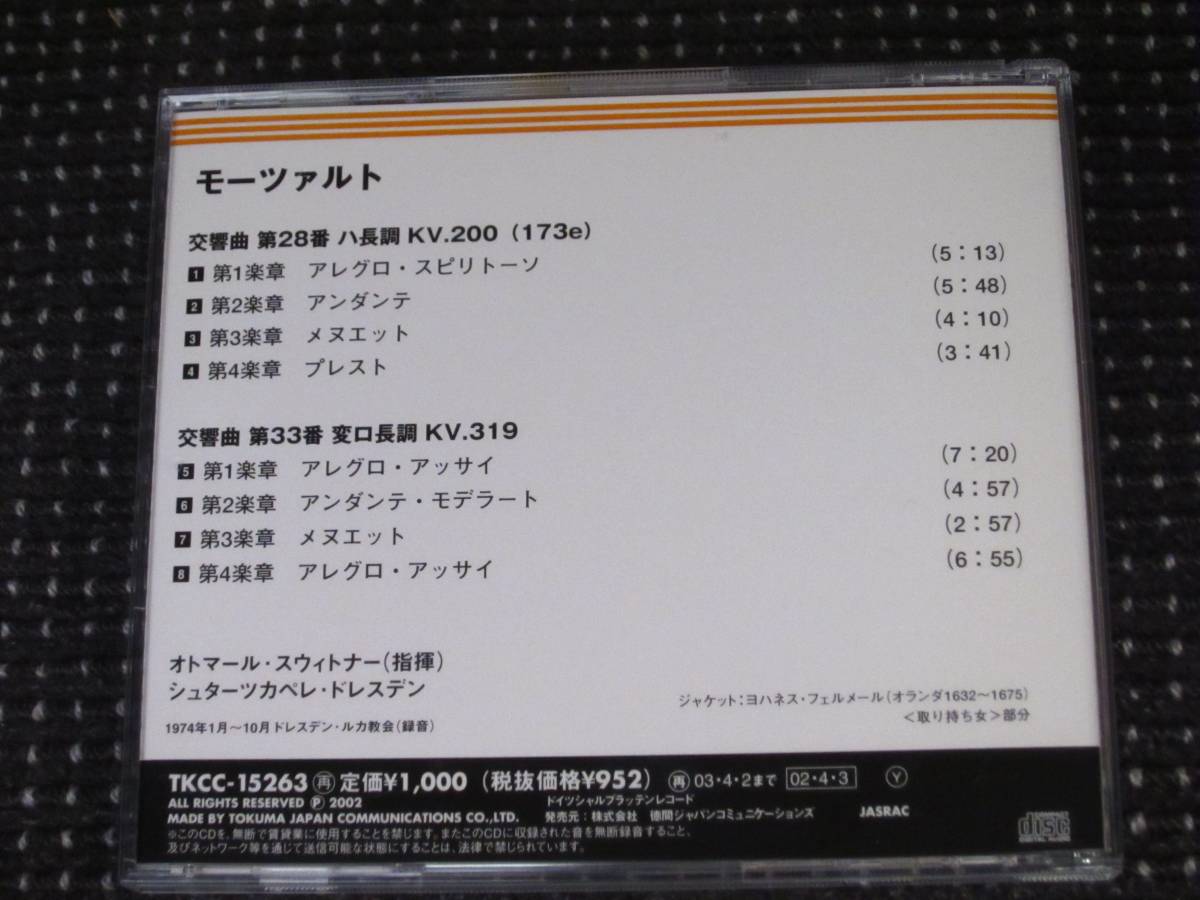 モーツァルト
交響曲 第28番 ハ長調 KV.200（173e）
1 第1楽章 アレグロ・スピリトーソ （5：13）
2 第2楽章 アンダンテ （5：48）
3 第3楽章 メヌエット （4：10）
4 第4楽章 プレスト （3：41）
交響曲 第33番 変ロ長調 KV.319
5 第1楽章 アレグロ・アッサイ （7：20）
6 第2楽章 アンダンテ・モデラート （4：57）
7 第3楽章 メヌエット （2：57）
8 第4楽章 アレグロ・アッサイ （6：55）
オトマール・スウィトナー（指揮）
シュターツカペレ・ドレスデン
1974年1月～10月 ドレスデン・ルカ教会（録音）
ジャケット：ヨハネス・フェルメール（オランダ1632～1675）
＜取り持ち女＞部分
TKCC-15263 再 定価¥1,000（税抜価格¥952） 再 03・4・2まで 02・4・3 Y
ALL RIGHTS RESERVED Ⓟ 2002 ドイツシャルプラッテンレコード
MADE BY TOKUMA JAPAN COMMUNICATIONS CO.,LTD. 発売元：株式会社 徳間ジャパンコミュニケーションズ JASRAC
※このCDを、無断で賃貸業に使用することを禁じます。またこのCDに収録された音を無断録音すること、
及びネットワーク等を通じて送信可能な状態にすることは、法律で禁じられています。
disc